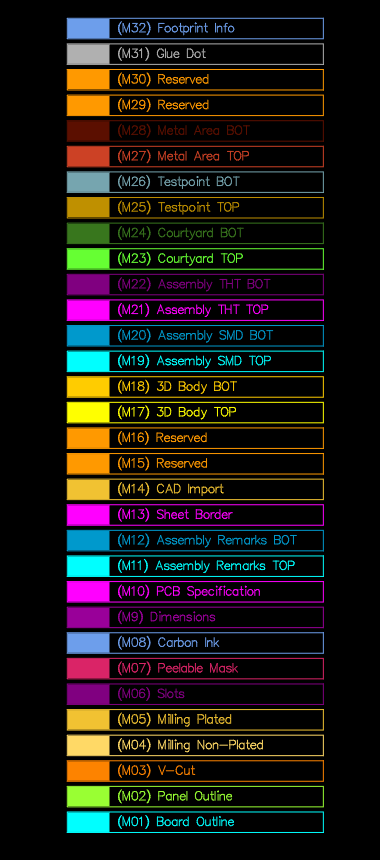 (M32) Footprint Info
(M31) Glue Dot
(M30) Reserved
(M29) Reserved
(M28) Metal Area BOT
(M27) Metal Area TOP
(M26) Testpoint BOT
(M25) Testpoint TOP
(M24) Courtyard BOT
(M23) Courtyard TOP
(M22) Assembly THT BOT
(M21) Assembly THT TOP
(M20) Assembly SMD BOT
(M19) Assembly SMD TOP
(M18) 3D Body BOT
(M17) 3D Body TOP
(M16) Reserved
(M15) Reserved
(M14) CAD Import
(M13) Sheet Border
(M12) Assembly Remarks BOT
(M11) Assembly Remarks TOP
(M10) PCB Specification
(M9) Dimensions
(M08) Carbon Ink
(M07) Peelable Mask
(M06) Slots
(M05) Milling Plated
(M04) Milling Non-Plated
(M03) V-Cut
(M02) Panel Outline
(M01) Board Outline